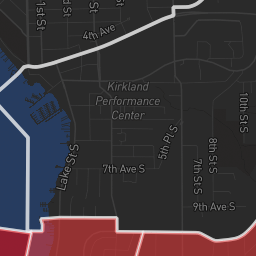 1st St
d St
St
4th Ave
Kirkland
Performance
Center
10th St S
5th Pl S
8th St S
Lake St S
7th Ave S
7th St S
9th Ave S